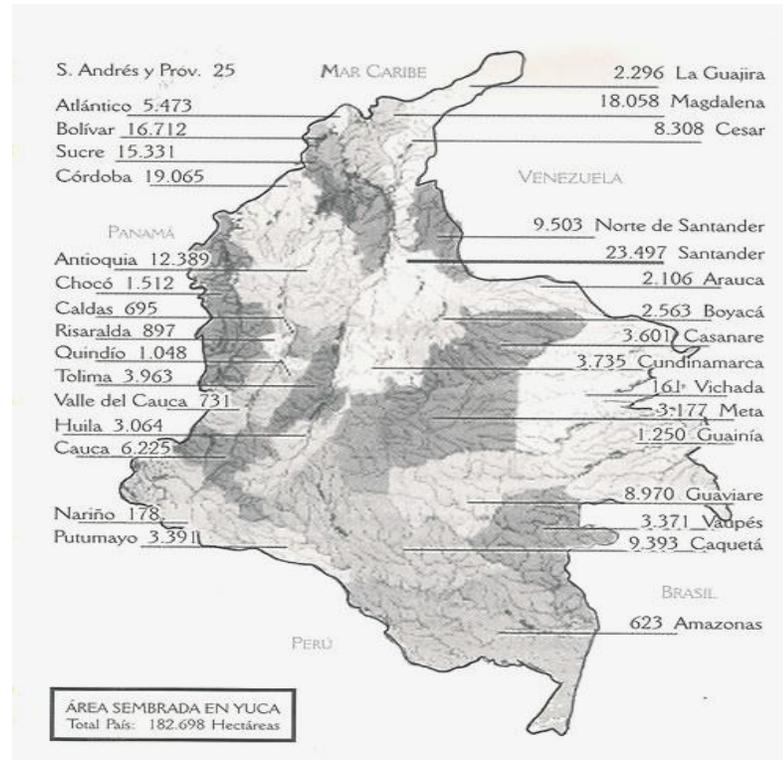 S. Andrés y Próv. 25
MAR CARIBE
2.296 La Guajira
Atlántico 5.473
18.058 Magdalena
Bolívar 16.712
8.308 Cesar
Sucre 15.331
Córdoba 19.065
VENEZUELA
PANAMÁ
9.503 Norte de Santander
Antioquia 12.389
23.497 Santander
Chocó 1.512
2.106 Arauca
Caldas 695
2.563 Boyacá
Risaralda 897
3.601 Casanare
Quindío 1.048
3.735 Cundinamarca
Tolima 3.963
Vichada
Valle del Cauca 731
3.177 Meta
Huila 3.064
1.250 Guainía
Cauca 6.225
8.970 Guaviare
Nariño 178
3.371 Vaupés
Putumayo 3.391
9.393 Caquetá
BRASIL
623 Amazonas
PERÚ
ÁREA SEMBRADA EN YUCA
Total País: 182.698 Hectáreas